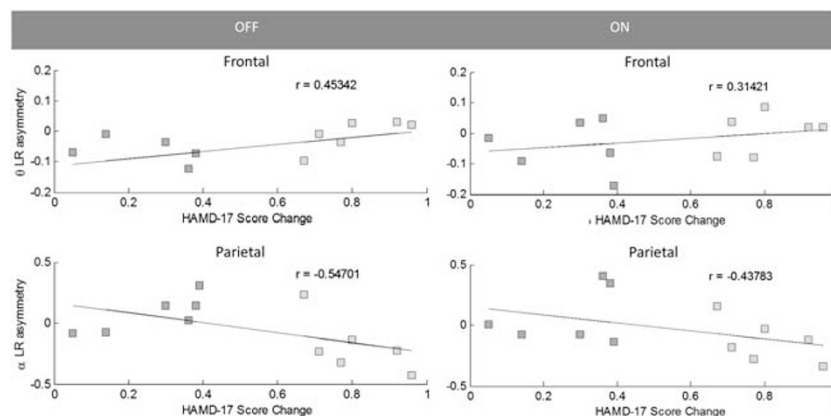 OFF
ON
Frontal
r = 0.45342
θ LR asymmetry
0.2
0.1
0
-0.1
-0.2
0
0.2
0.4
0.6
0.8
1
HAMD-17 Score Change
Frontal
r = 0.31421
0.2
0.1
0
-0.1
-0.2
0
0.2
0.4
0.6
0.8
HAMD-17 Score Change
Parietal
r = -0.54701
α LR asymmetry
0.5
0
-0.5
0
0.2
0.4
0.6
0.8
1
HAMD-17 Score Change
Parietal
r = -0.43783
0.5
0
-0.5
0
0.2
0.4
0.6
0.8
HAMD-17 Score Change